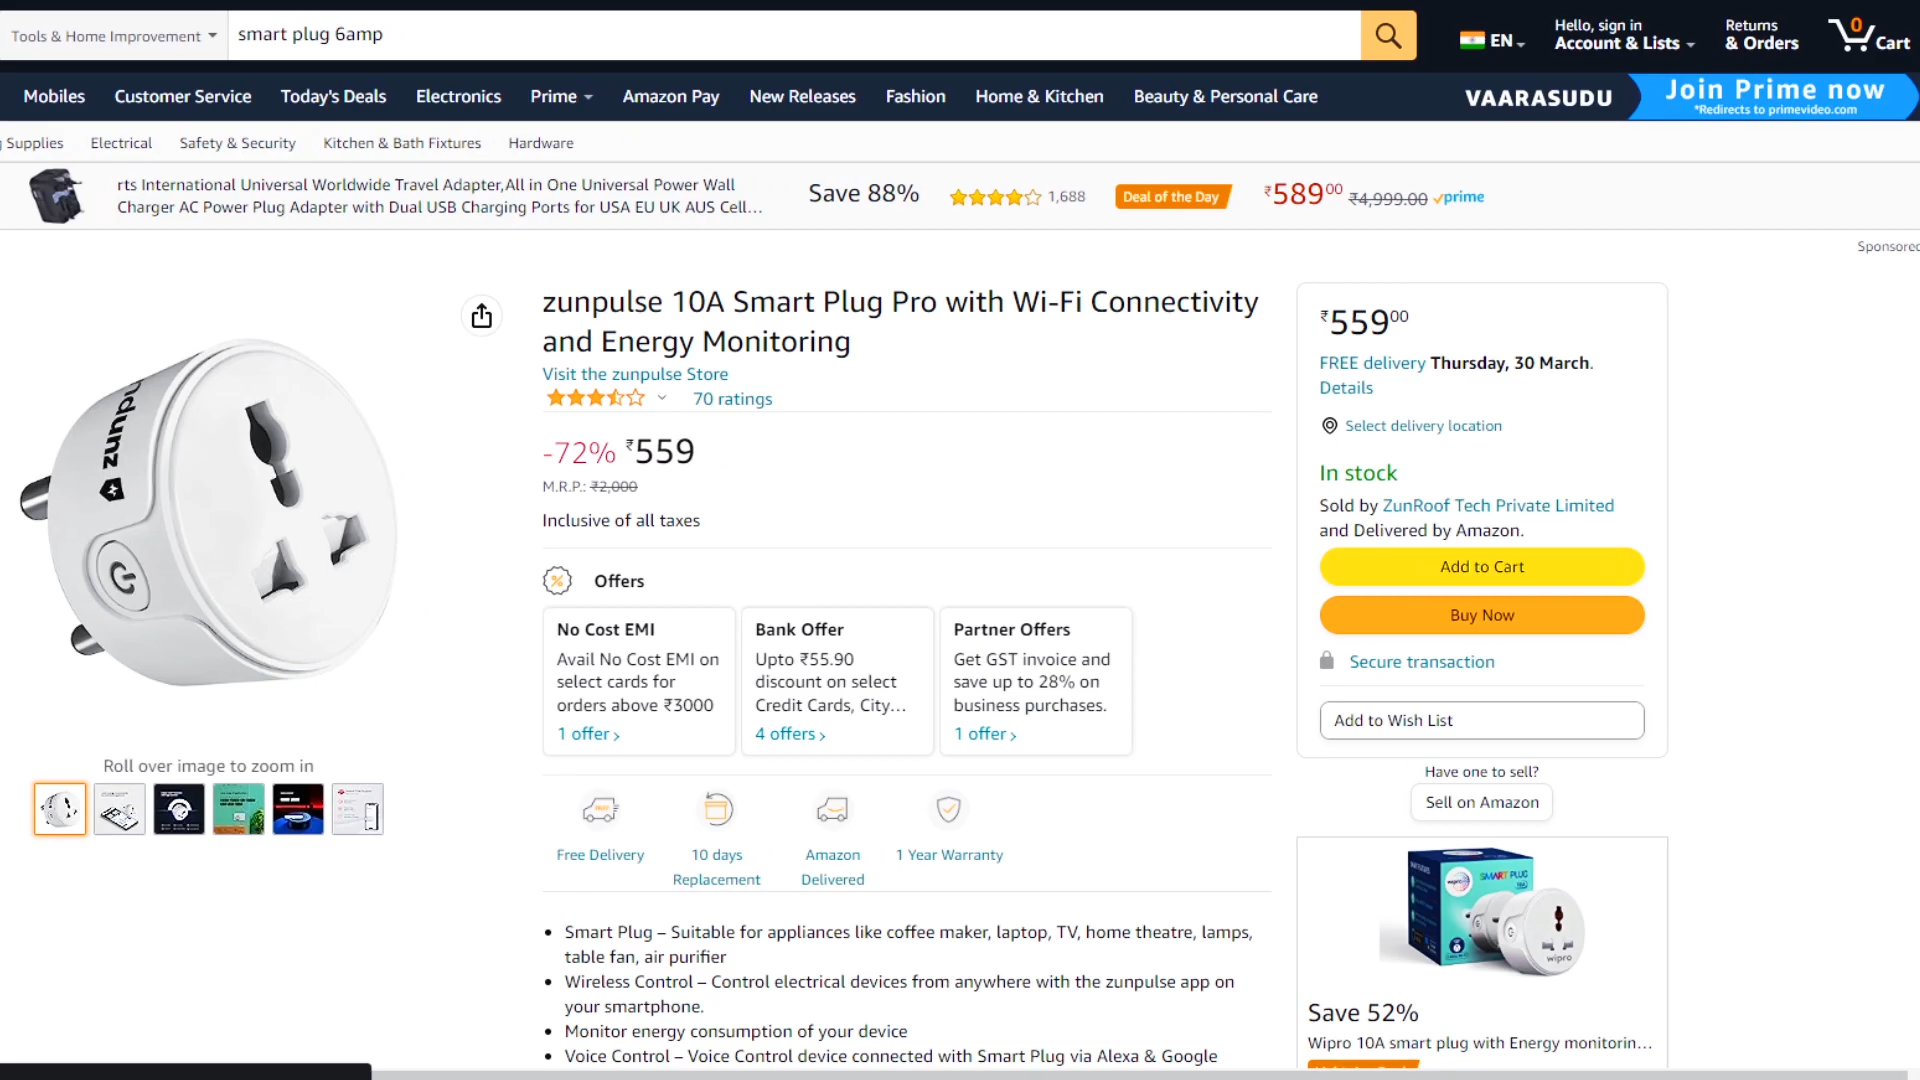 Tools & Home Improvement
smart plug 6amp
EN
Hello, sign in
Account & Lists
Returns
& Orders
0
Cart
Mobiles
Customer Service
Today's Deals
Electronics
Prime
Amazon Pay
New Releases
Fashion
Home & Kitchen
Beauty & Personal Care
VAARASUDU
Join Prime now
*Redirects to primevideo.com
Supplies
Electrical
Safety & Security
Kitchen & Bath Fixtures
Hardware
rts International Universal Worldwide Travel Adapter,All in One Universal Power Wall
Charger AC Power Plug Adapter with Dual USB Charging Ports for USA EU UK AUS Cell...
Save 88%
1,688
Deal of the Day
₹58900
₹4,999.00
prime
Sponsored
zunpulse 10A Smart Plug Pro with Wi-Fi Connectivity
and Energy Monitoring
Visit the zunpulse Store
70 ratings
-72% ₹559
M.R.P.: ₹2,000
Inclusive of all taxes
Offers
No Cost EMI
Avail No Cost EMI on
select cards for
orders above ₹3000
1 offer
Bank Offer
Upto ₹55.90
discount on select
Credit Cards, City...
4 offers
Partner Offers
Get GST invoice and
save up to 28% on
business purchases.
1 offer
Free Delivery
10 days
Replacement
Amazon
Delivered
1 Year Warranty
• Smart Plug – Suitable for appliances like coffee maker, laptop, TV, home theatre, lamps,
table fan, air purifier
• Wireless Control – Control electrical devices from anywhere with the zunpulse app on
your smartphone.
• Monitor energy consumption of your device
• Voice Control – Voice Control device connected with Smart Plug via Alexa & Google
Roll over image to zoom in
₹55900
FREE delivery Thursday, 30 March.
Details
Select delivery location
In stock
Sold by ZunRoof Tech Private Limited
and Delivered by Amazon.
Add to Cart
Buy Now
Secure transaction
Add to Wish List
Have one to sell?
Sell on Amazon
SMART PLUG
wipro
Save 52%
Wipro 10A smart plug with Energy monitorin...